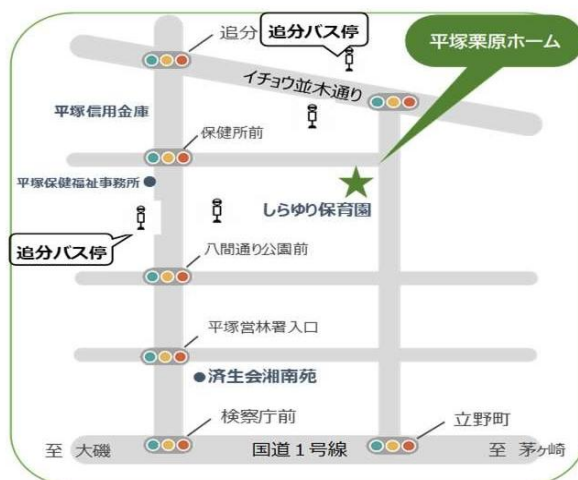 追分
追分バス停
平塚栗原ホーム
イチョウ並木通り
平塚信用金庫
保健所前
平塚保健福祉事務所
しらゆり保育園
追分バス停
八間通り公園前
平塚営林署入口
済生会湘南苑
検察庁前
立野町
至 大磯
国道1号線
至 茅ヶ崎